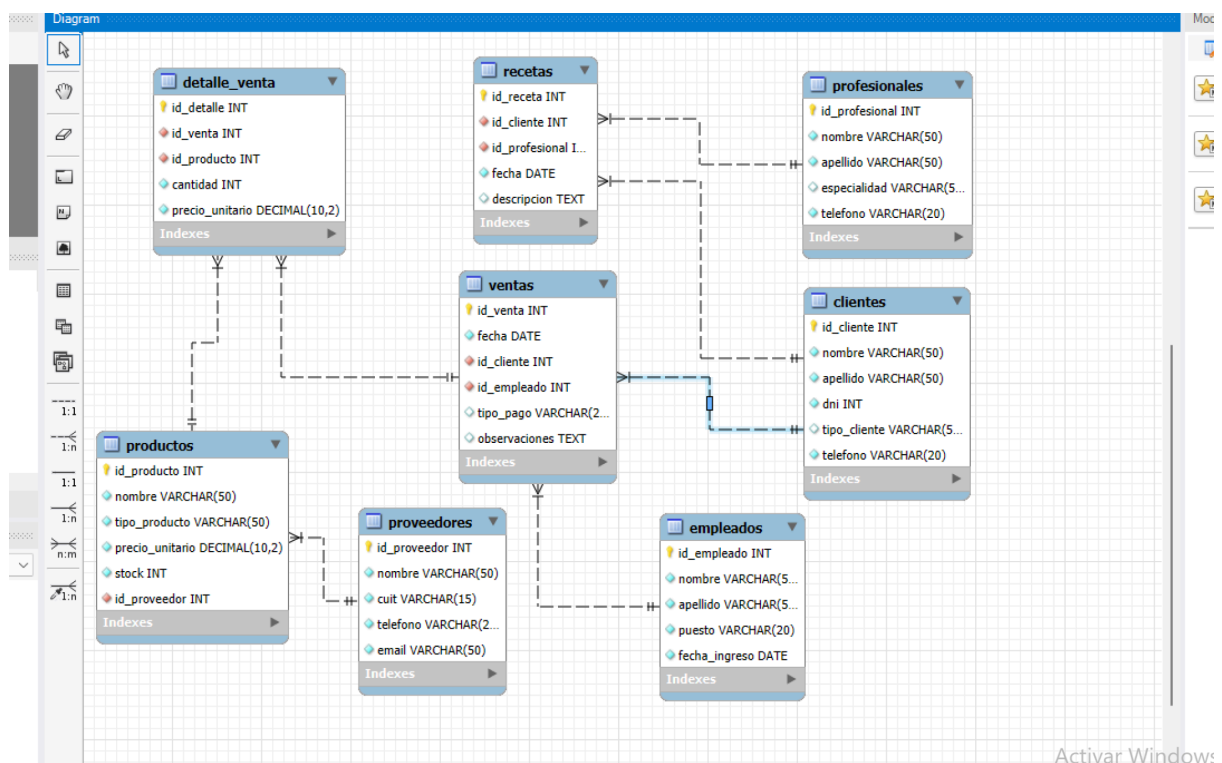 Diagram
Mod
detalle_venta
id_detalle INT
id_venta INT
id_producto INT
cantidad INT
precio_unitario DECIMAL(10,2)
Indexes
recetas
id_receta INT
id_cliente INT
id_profesional I...
fecha DATE
descripcion TEXT
Indexes
profesionales
id_profesional INT
nombre VARCHAR(50)
apellido VARCHAR(50)
especialidad VARCHAR(5...
telefono VARCHAR(20)
Indexes
ventas
id_venta INT
fecha DATE
id_cliente INT
id_empleado INT
tipo_pago VARCHAR(2...
observaciones TEXT
Indexes
clientes
id_cliente INT
nombre VARCHAR(50)
apellido VARCHAR(50)
dni INT
tipo_cliente VARCHAR(5...
telefono VARCHAR(20)
Indexes
1:1
1:n
1:1
1:n
n:m
1:n
productos
id_producto INT
nombre VARCHAR(50)
tipo_producto VARCHAR(50)
precio_unitario DECIMAL(10,2)
stock INT
id_proveedor INT
Indexes
proveedores
id_proveedor INT
nombre VARCHAR(50)
cuit VARCHAR(15)
telefono VARCHAR(2...
email VARCHAR(50)
Indexes
empleados
id_empleado INT
nombre VARCHAR(5...
apellido VARCHAR(5...
puesto VARCHAR(20)
fecha_ingreso DATE
Indexes
Activar Windows